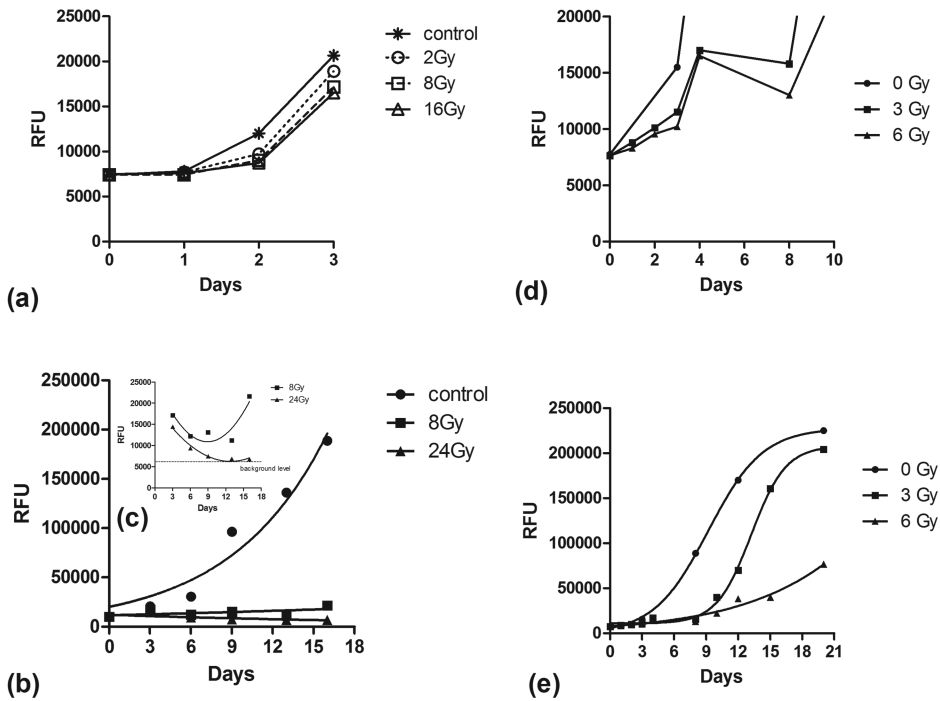 25000
20000
15000
10000
5000
0
RFU
0 1 2 3
Days
control
2Gy
8Gy
16Gy
(a)
20000
15000
10000
5000
0
RFU
0 2 4 6 8 10
Days
0 Gy
3 Gy
6 Gy
(d)
250000
200000
150000
100000
50000
0
RFU
0 3 6 9 12 15 18
Days
control
8Gy
24Gy
(b)
25000
20000
15000
10000
5000
0
RFU
0 3 6 9 12 15 18
Days
8Gy
24Gy
background level
(c)
250000
200000
150000
100000
50000
0
RFU
0 3 6 9 12 15 18 21
Days
0 Gy
3 Gy
6 Gy
(e)